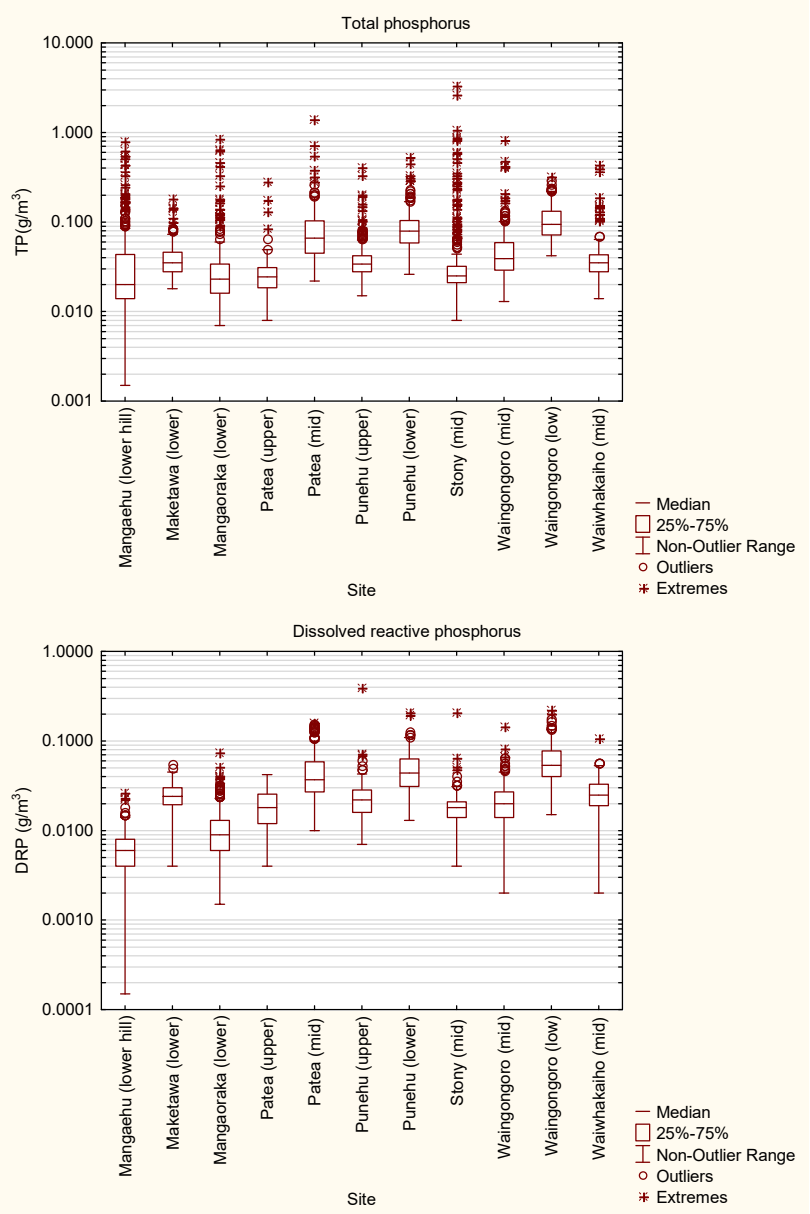 Total phosphorus
10.000
1.000
0.100
0.010
0.001
TP(g/m³)
Mangaehu (lower hill)
Maketawa (lower)
Mangaoraka (lower)
Patea (upper)
Patea (mid)
Punehu (upper)
Punehu (lower)
Stony (mid)
Waingongoro (mid)
Waingongoro (low)
Waiwhakaiho (mid)
Site
Median
25%-75%
Non-Outlier Range
Outliers
Extremes
Dissolved reactive phosphorus
1.0000
0.1000
0.0100
0.0010
0.0001
DRP (g/m³)
Mangaehu (lower hill)
Maketawa (lower)
Mangaoraka (lower)
Patea (upper)
Patea (mid)
Punehu (upper)
Punehu (lower)
Stony (mid)
Waingongoro (mid)
Waingongoro (low)
Waiwhakaiho (mid)
Site
Median
25%-75%
Non-Outlier Range
Outliers
Extremes